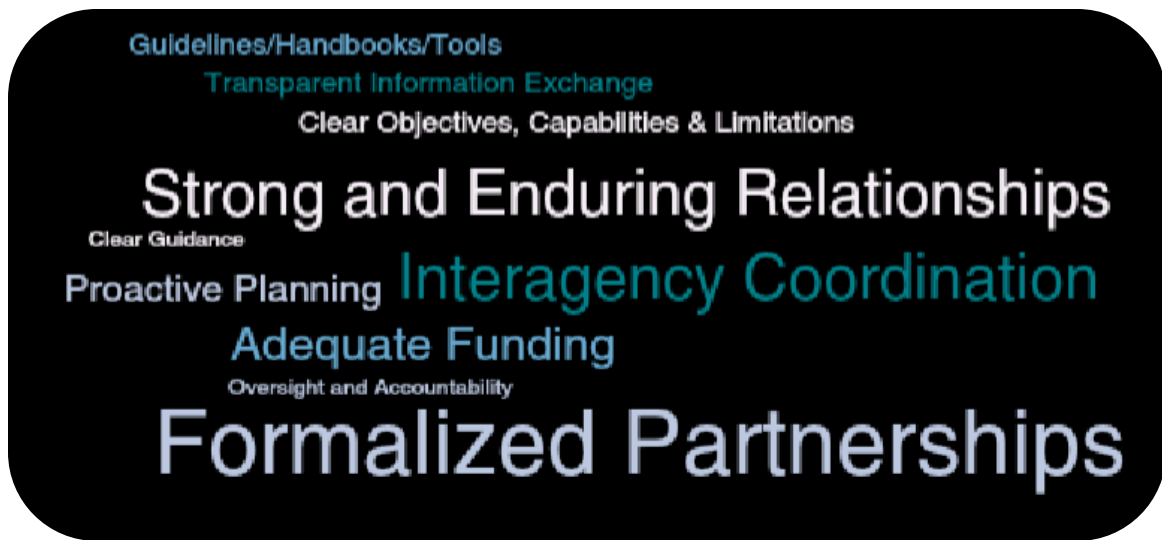 Guidelines/Handbooks/Tools
Transparent Information Exchange
Clear Objectives, Capabilities & Limitations
Strong and Enduring Relationships
Clear Guidance
Interagency Coordination
Proactive Planning
Adequate Funding
Oversight and Accountability
Formalized Partnerships